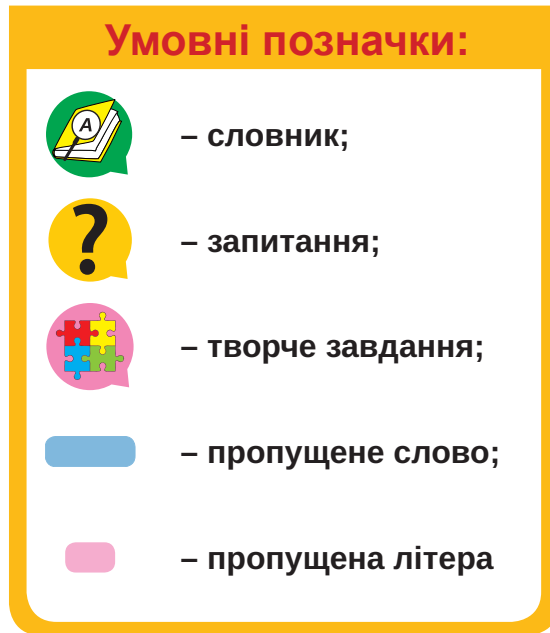 Умовні позначки:
А
– словник;
?
– запитання;
– творче завдання;
– пропущене слово;
– пропущена літера